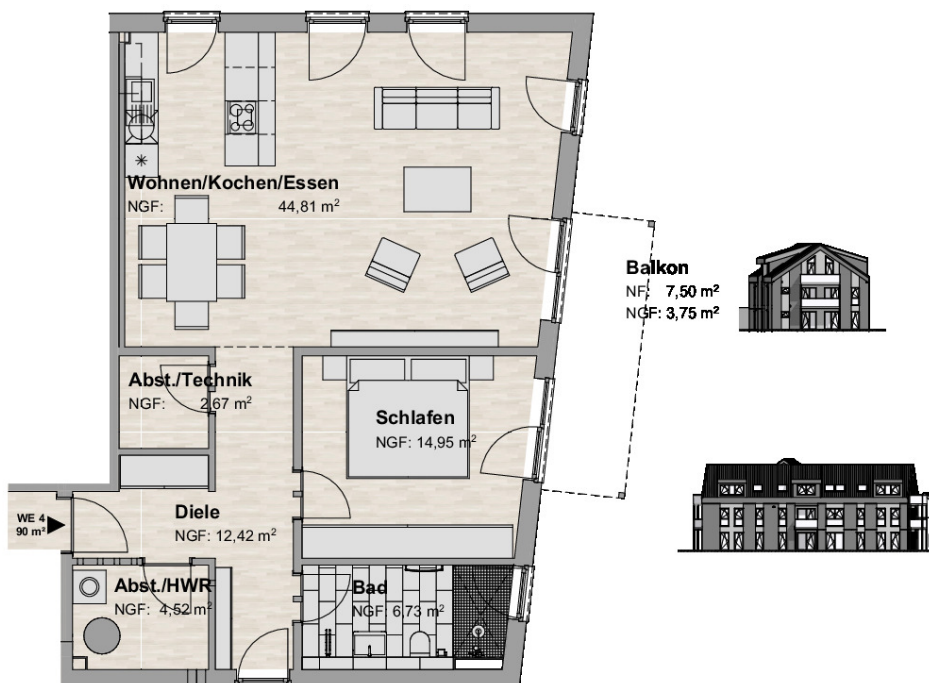 Wohnen/Kochen/Essen
NGF: 44,81 m²
Balkon
NF: 7,50 m²
NGF: 3,75 m²
Abst./Technik
NGF: 2,67 m²
Schlafen
NGF: 14,95 m²
WE 4
90 m²
Diele
NGF: 12,42 m²
Abst./HWR
NGF: 4,52 m²
Bad
NGF: 6,73 m²